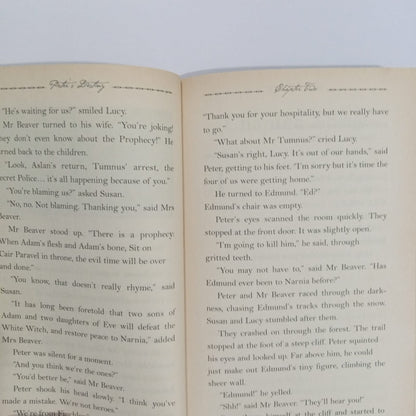 Peter's Destiny
"He's waiting for us?" smiled Lucy.
Mr Beaver turned to his wife. "You're joking!
they don't even know about the Prophecy!" He
turned back to the children.
"Look, Aslan's return, Tumnus' arrest, the
secret Police… it's all happening because of you."
"You're blaming us?" asked Susan.
"No, no. Not blaming. Thanking you," said Mrs
Beaver.
Mr Beaver stood up. "There is a prophecy.
When Adam's flesh and Adam's bone, Sit on
Cair Paravel in throne, the evil time will be over
and done."
"You know, that doesn't really rhyme," said
Susan.
"It has long been foretold that two sons of
Adam and two daughters of Eve will defeat the
White Witch, and restore peace to Narnia," added
Mrs Beaver.
Peter was silent for a moment.
"And you think we're the ones?"
"You'd better be," said Mr Beaver.
Peter shook his head slowly. "I think you've
made a mistake. We're not heroes."
"We're from Finchley,"
Chapter Five
"Thank you for your hospitality, but we really have
to go."
"What about Mr Tumnus?" cried Lucy.
"Susan's right, Lucy. It's out of our hands," said
Peter, getting to his feet. "I'm sorry but it's time the
four of us were getting home."
He turned to Edmund. "Ed?"
Edmund's chair was empty.
Peter's eyes scanned the room quickly. They
stopped at the front door. It was slightly open.
"I'm going to kill him," he said, through
gritted teeth.
"You may not have to," said Mr Beaver. "Has
Edmund ever been to Narnia before?"
Peter and Mr Beaver raced through the dark-
ness, chasing Edmund's tracks through the snow.
Susan and Lucy stumbled after them.
They crashed on through the forest. The trail
stopped at the foot of a steep cliff. Peter squinted
his eyes and looked up. Far above him, he could
just make out Edmund's tiny figure, climbing the
sheer wall.
"Edmund!" he yelled.
"Shh!" said Mr Beaver